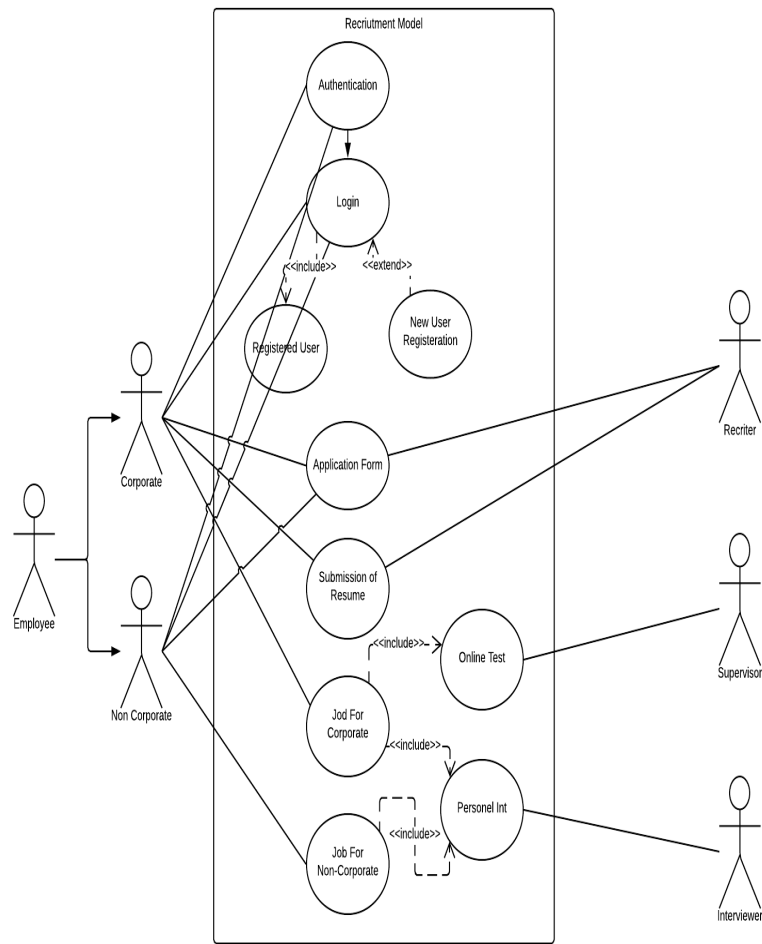 Recriutment Model
Authentication
Login
<<include>>
<<extend>>
Registered User
New User
Registeration
Corporate
Recriter
Application Form
Employee
Submission of
Resume
Non Corporate
<<include>>
Online Test
Supervisor
Jod For
Corporate
<<include>>
Personel Int
<<include>>
Job For
Non-Corporate
Interviewer